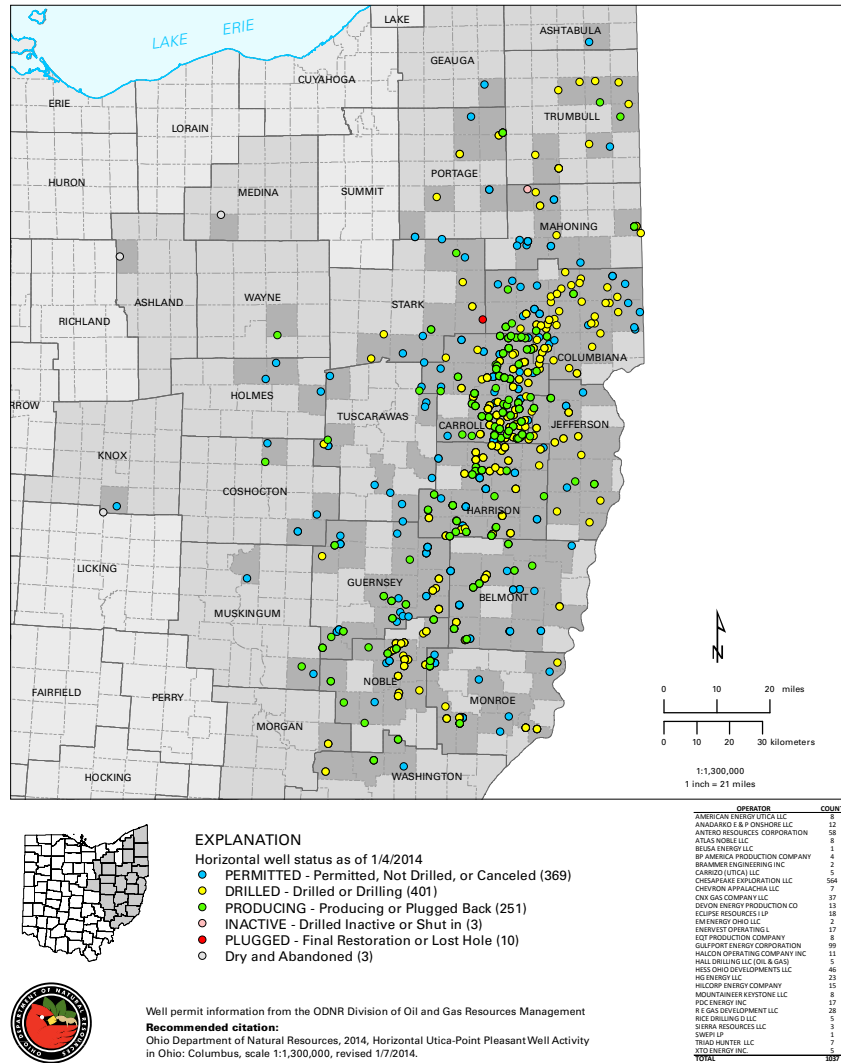 LAKE ERIE
LAKE
ASHTABULA
GEAUGA
CUYAHOGA
ERIE
LORAIN
TRUMBULL
HURON
MEDINA
SUMMIT
PORTAGE
MAHONING
ASHLAND
WAYNE
STARK
RICHLAND
COLUMBIANA
HOLMES
RROW
TUSCARAWAS
CARROLL
JEFFERSON
KNOX
COSHOCTON
HARRISON
LICKING
GUERNSEY
BELMONT
MUSKINGUM
NOBLE
FAIRFIELD
PERRY
MONROE
MORGAN
HOCKING
WASHINGTON
N
0 10 20 miles
0 10 20 30 kilometers
1:1,300,000
1 inch = 21 miles
EXPLANATION
Horizontal well status as of 1/4/2014
PERMITTED - Permitted, Not Drilled, or Canceled (369)
DRILLED - Drilled or Drilling (401)
PRODUCING - Producing or Plugged Back (251)
INACTIVE - Drilled Inactive or Shut in (3)
PLUGGED - Final Restoration or Lost Hole (10)
Dry and Abandoned (3)
OPERATOR COUNT
AMERICAN ENERGY UTICA LLC 8
ANADARKO E & P ONSHORE LLC 12
ANTERO RESOURCES CORPORATION 58
ATLAS NOBLE LLC 8
BEUSA ENERGY LLC 1
BP AMERICA PRODUCTION COMPANY 4
BRAMMER ENGINEERING INC 2
CARRIZO (UTICA) LLC 5
CHESAPEAKE EXPLORATION LLC 564
CHEVRON APPALACHIA LLC 7
CNX GAS COMPANY LLC 37
DEVON ENERGY PRODUCTION CO 13
ECLIPSE RESOURCES I LP 18
EM ENERGY OHIO LLC 2
ENERVEST OPERATING L 17
EQT PRODUCTION COMPANY 8
GULFPORT ENERGY CORPORATION 99
HALCON OPERATING COMPANY INC 11
HALL DRILLING LLC (OIL & GAS) 5
HESS OHIO DEVELOPMENTS LLC 46
HG ENERGY LLC 23
HILCORP ENERGY COMPANY 15
MOUNTAINEER KEYSTONE LLC 8
PDC ENERGY INC 17
R E GAS DEVELOPMENT LLC 28
RICE DRILLING D LLC 5
SIERRA RESOURCES LLC 3
SWEPI LP 1
TRIAD HUNTER LLC 7
XTO ENERGY INC. 5
TOTAL 1037
OHIO DEPARTMENT OF NATURAL RESOURCES
Well permit information from the ODNR Division of Oil and Gas Resources Management
Recommended citation:
Ohio Department of Natural Resources, 2014, Horizontal Utica-Point Pleasant Well Activity
in Ohio: Columbus, scale 1:1,300,000, revised 1/7/2014.